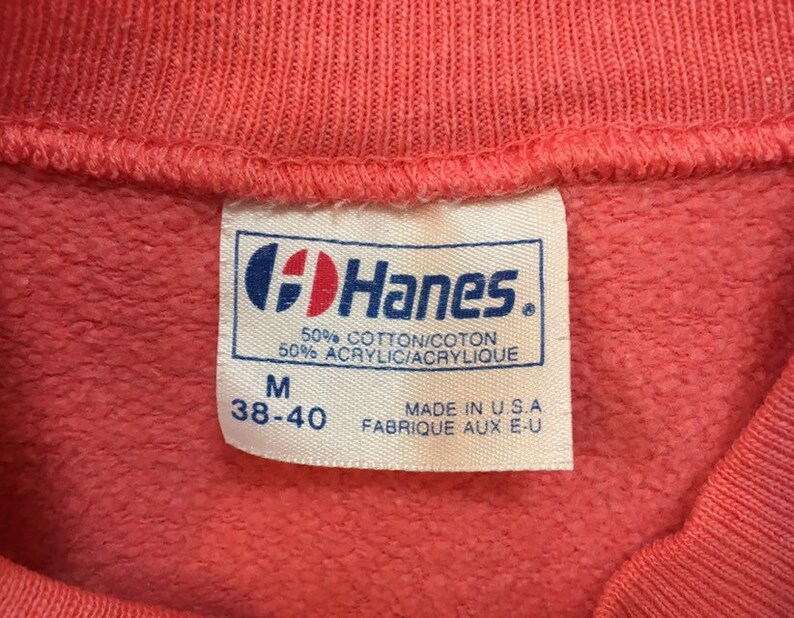 Hanes®
50% COTTON/COTON
50% ACRYLIC/ACRYLIQUE
M
38-40
MADE IN U.S.A
FABRIQUE AUX E-U